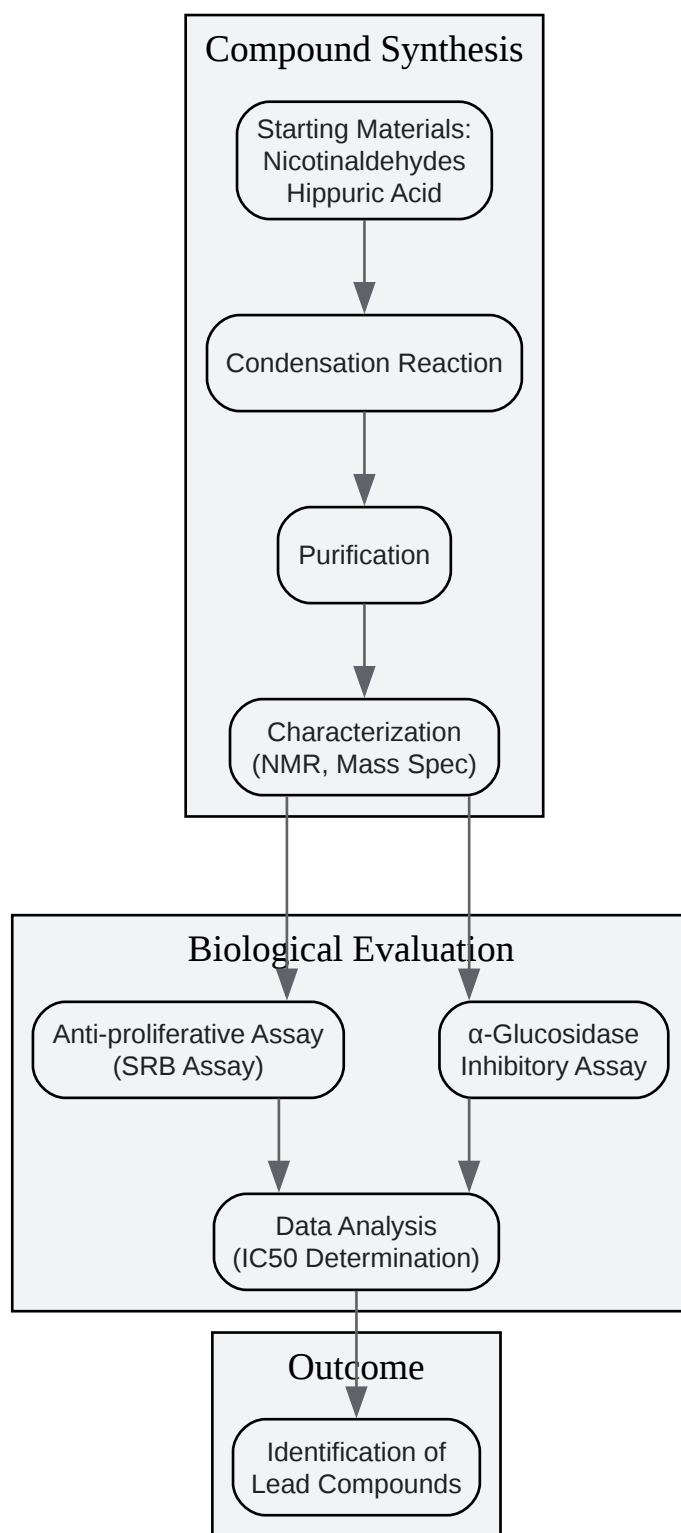 Compound Synthesis
Starting Materials:
Nicotinaldehydes
Hippuric Acid
Condensation Reaction
Purification
Characterization
(NMR, Mass Spec)
Biological Evaluation
Anti-proliferative Assay
(SRB Assay)
α-Glucosidase
Inhibitory Assay
Data Analysis
(IC50 Determination)
Outcome
Identification of
Lead Compounds